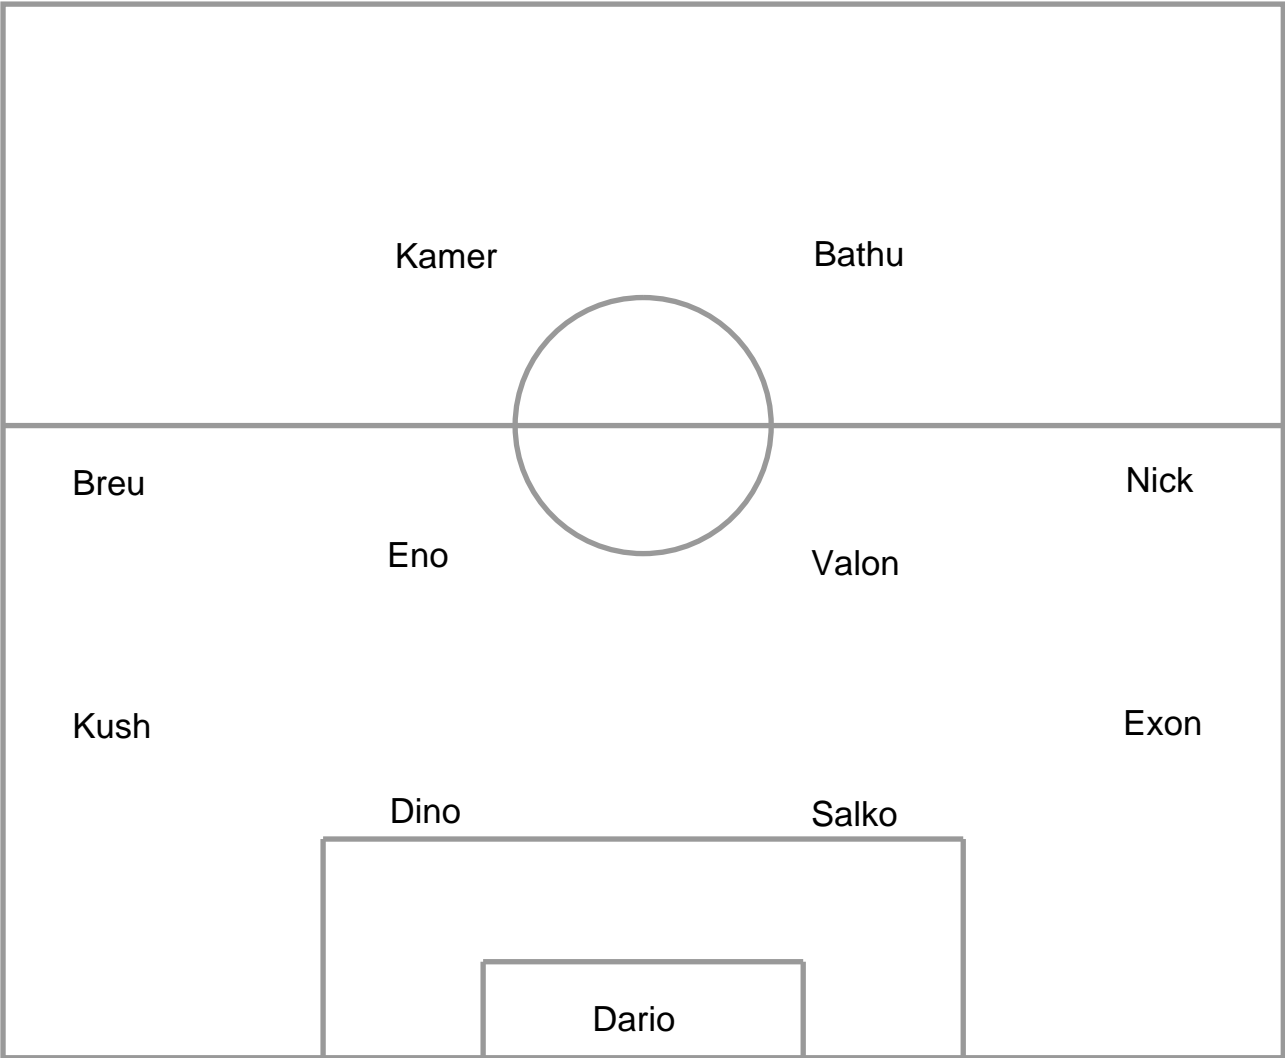 Kamer Bathu
Breu Nick
Eno Valon
Kush Exon
Dino Salko
Dario